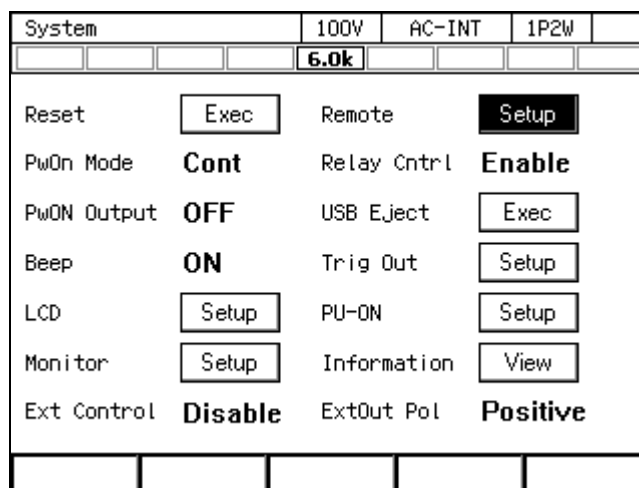 System 100V AC-INT 1P2W
6.0k
Reset Exec Remote Setup
PwOn Mode Cont Relay Cntrl Enable
PwON Output OFF USB Eject Exec
Beep ON Trig Out Setup
LCD Setup PU-ON Setup
Monitor Setup Information View
Ext Control Disable ExtOut Pol Positive